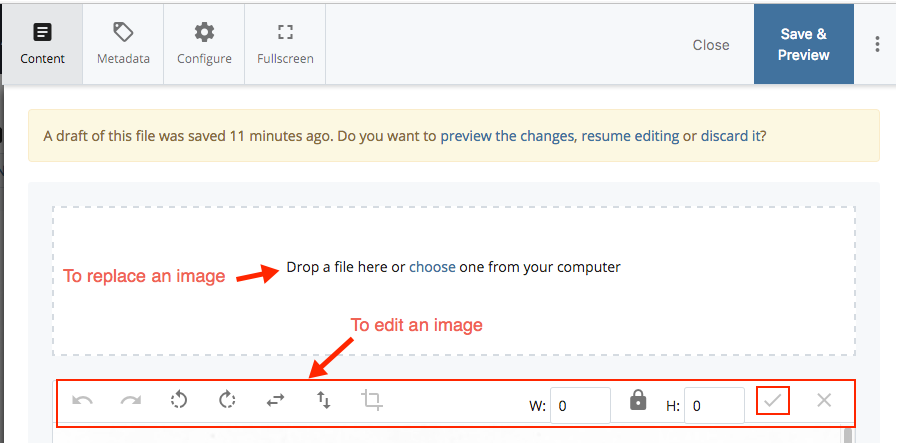 Content Metadata Configure Fullscreen Close Save &
Preview
A draft of this file was saved 11 minutes ago. Do you want to preview the changes, resume editing or discard it?
To replace an image Drop a file here or choose one from your computer
To edit an image
W: 0 H: 0